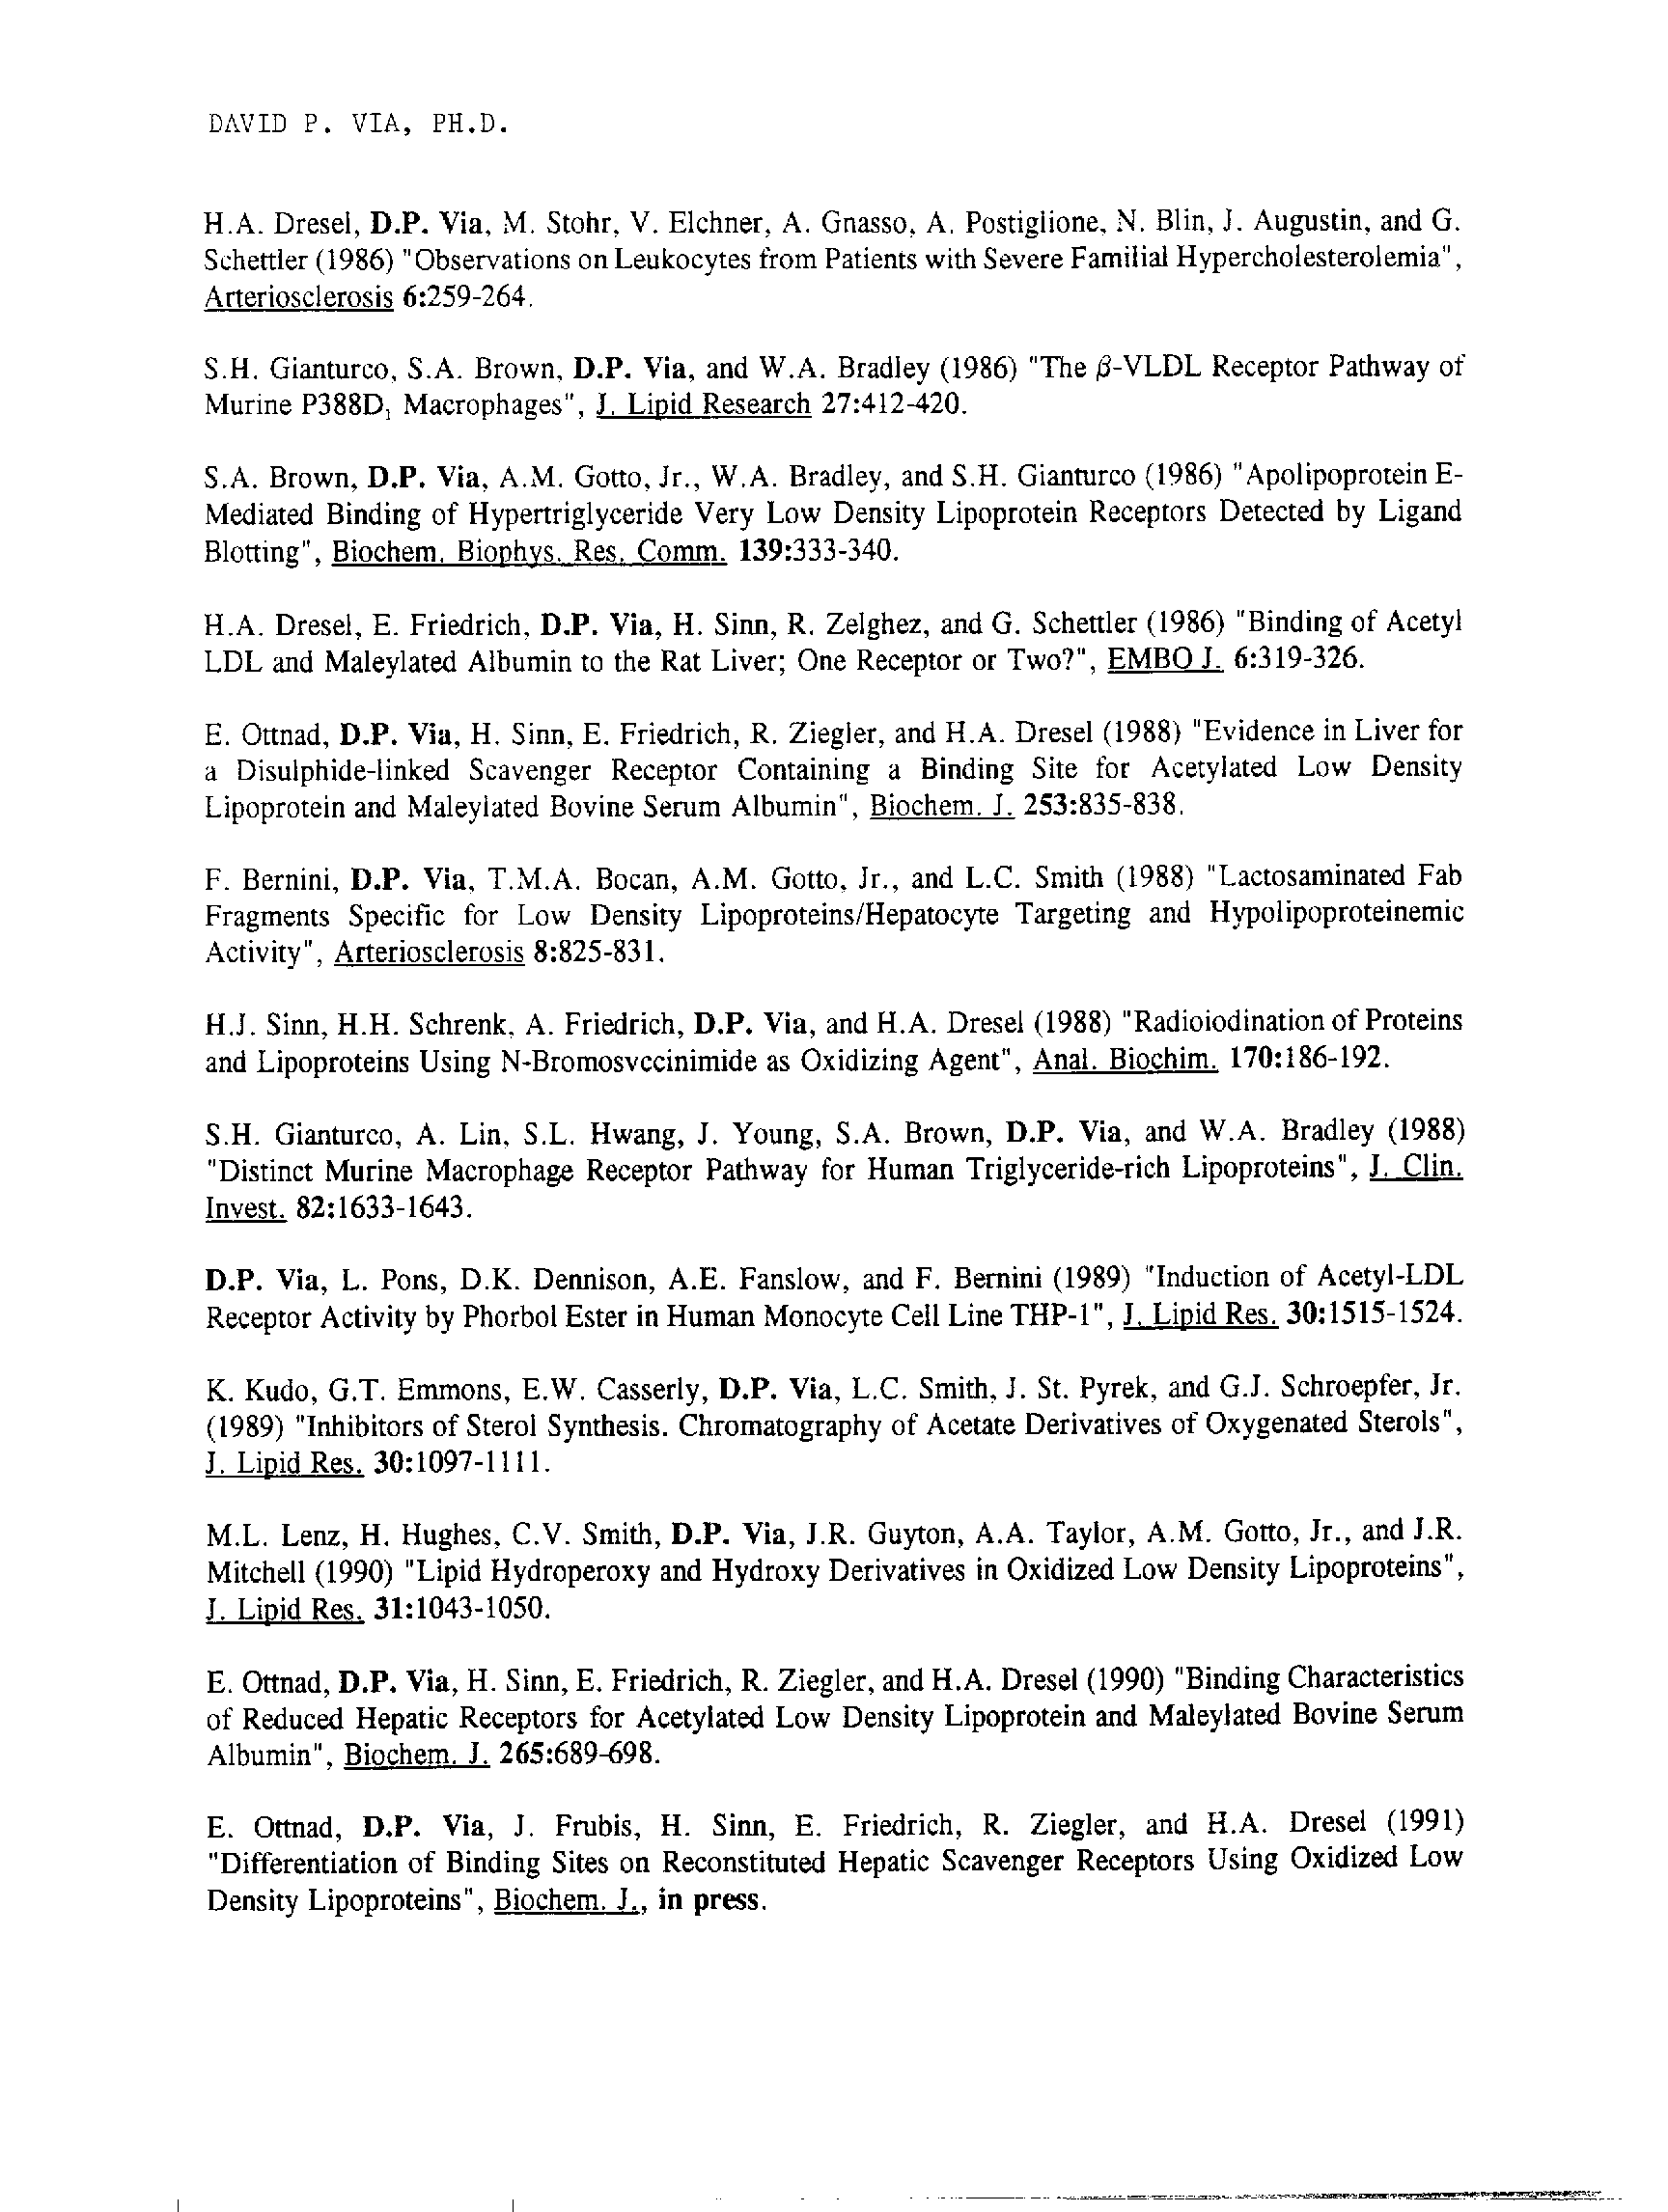 DAVID P. VIA, PH.D.
H.A. Dresel, D.P. Via, M. Stohr, V. Elchner, A. Gnasso, A. Postiglione, N. Blin, J. Augustin, and G.
Schettler (1986) "Observations on Leukocytes from Patients with Severe Familial Hypercholesterolemia",
Arteriosclerosis 6:259-264.
S.H. Gianturco, S.A. Brown, D.P. Via, and W.A. Bradley (1986) "The β-VLDL Receptor Pathway of
Murine P388D₁ Macrophages", J. Lipid Research 27:412-420.
S.A. Brown, D.P. Via, A.M. Gotto, Jr., W.A. Bradley, and S.H. Gianturco (1986) "Apolipoprotein E-
Mediated Binding of Hypertriglyceride Very Low Density Lipoprotein Receptors Detected by Ligand
Blotting", Biochem. Biophys. Res. Comm. 139:333-340.
H.A. Dresel, E. Friedrich, D.P. Via, H. Sinn, R. Zelghez, and G. Schettler (1986) "Binding of Acetyl
LDL and Maleylated Albumin to the Rat Liver; One Receptor or Two?", EMBO J. 6:319-326.
E. Ottnad, D.P. Via, H. Sinn, E. Friedrich, R. Ziegler, and H.A. Dresel (1988) "Evidence in Liver for
a Disulphide-linked Scavenger Receptor Containing a Binding Site for Acetylated Low Density
Lipoprotein and Maleylated Bovine Serum Albumin", Biochem. J. 253:835-838.
F. Bernini, D.P. Via, T.M.A. Bocan, A.M. Gotto, Jr., and L.C. Smith (1988) "Lactosaminated Fab
Fragments Specific for Low Density Lipoproteins/Hepatocyte Targeting and Hypolipoproteinemic
Activity", Arteriosclerosis 8:825-831.
H.J. Sinn, H.H. Schrenk, A. Friedrich, D.P. Via, and H.A. Dresel (1988) "Radioiodination of Proteins
and Lipoproteins Using N-Bromosvccinimide as Oxidizing Agent", Anal. Biochim. 170:186-192.
S.H. Gianturco, A. Lin, S.L. Hwang, J. Young, S.A. Brown, D.P. Via, and W.A. Bradley (1988)
"Distinct Murine Macrophage Receptor Pathway for Human Triglyceride-rich Lipoproteins", J. Clin.
Invest. 82:1633-1643.
D.P. Via, L. Pons, D.K. Dennison, A.E. Fanslow, and F. Bernini (1989) "Induction of Acetyl-LDL
Receptor Activity by Phorbol Ester in Human Monocyte Cell Line THP-1", J. Lipid Res. 30:1515-1524.
K. Kudo, G.T. Emmons, E.W. Casserly, D.P. Via, L.C. Smith, J. St. Pyrek, and G.J. Schroepfer, Jr.
(1989) "Inhibitors of Sterol Synthesis. Chromatography of Acetate Derivatives of Oxygenated Sterols",
J. Lipid Res. 30:1097-1111.
M.L. Lenz, H. Hughes, C.V. Smith, D.P. Via, J.R. Guyton, A.A. Taylor, A.M. Gotto, Jr., and J.R.
Mitchell (1990) "Lipid Hydroperoxy and Hydroxy Derivatives in Oxidized Low Density Lipoproteins",
J. Lipid Res. 31:1043-1050.
E. Ottnad, D.P. Via, H. Sinn, E. Friedrich, R. Ziegler, and H.A. Dresel (1990) "Binding Characteristics
of Reduced Hepatic Receptors for Acetylated Low Density Lipoprotein and Maleylated Bovine Serum
Albumin", Biochem. J. 265:689-698.
E. Ottnad, D.P. Via, J. Frubis, H. Sinn, E. Friedrich, R. Ziegler, and H.A. Dresel (1991)
"Differentiation of Binding Sites on Reconstituted Hepatic Scavenger Receptors Using Oxidized Low
Density Lipoproteins", Biochem. J., in press.